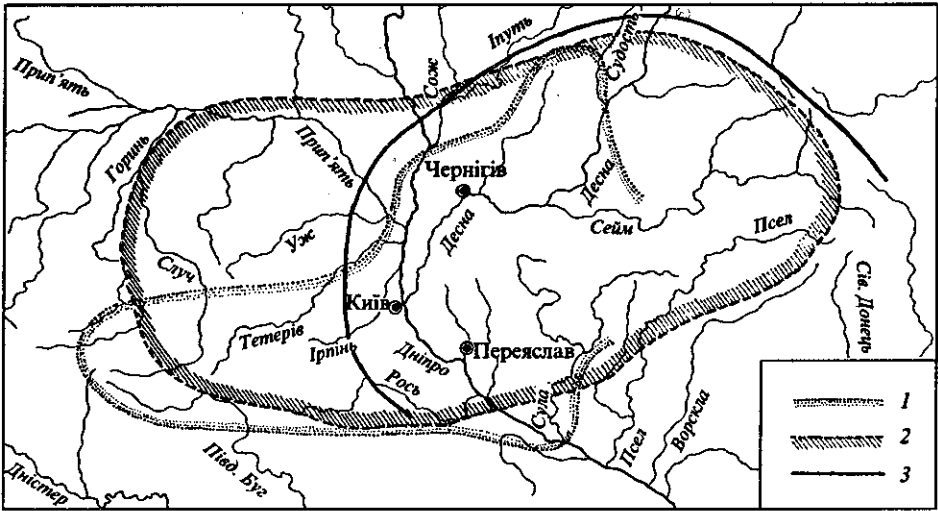 Іпуть
Судость
Сож
Прип'ять
Горинь
Прип'ять
Чернігів
Десна
Десна
Сейм
Псел
Уж
Случ
Сів. Донець
Київ
Тетерів
Ірпінь
Дніпро
Переяслав
Рось
Сула
Псел
Ворскла
Півд. Буг
Дністер
1
2
3